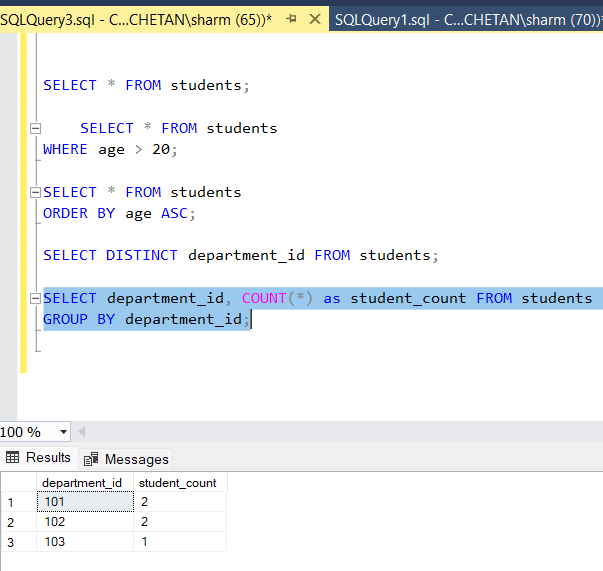 SQLQuery3.sql - C...CHETAN\sharm (65))* SQLQuery1.sql - C...CHETAN\sharm (70))*
SELECT * FROM students;
SELECT * FROM students
WHERE age > 20;
SELECT * FROM students
ORDER BY age ASC;
SELECT DISTINCT department_id FROM students;
SELECT department_id, COUNT(*) as student_count FROM students
GROUP BY department_id;
100 %
Results Messages
department_id student_count
1 101 2
2 102 2
3 103 1